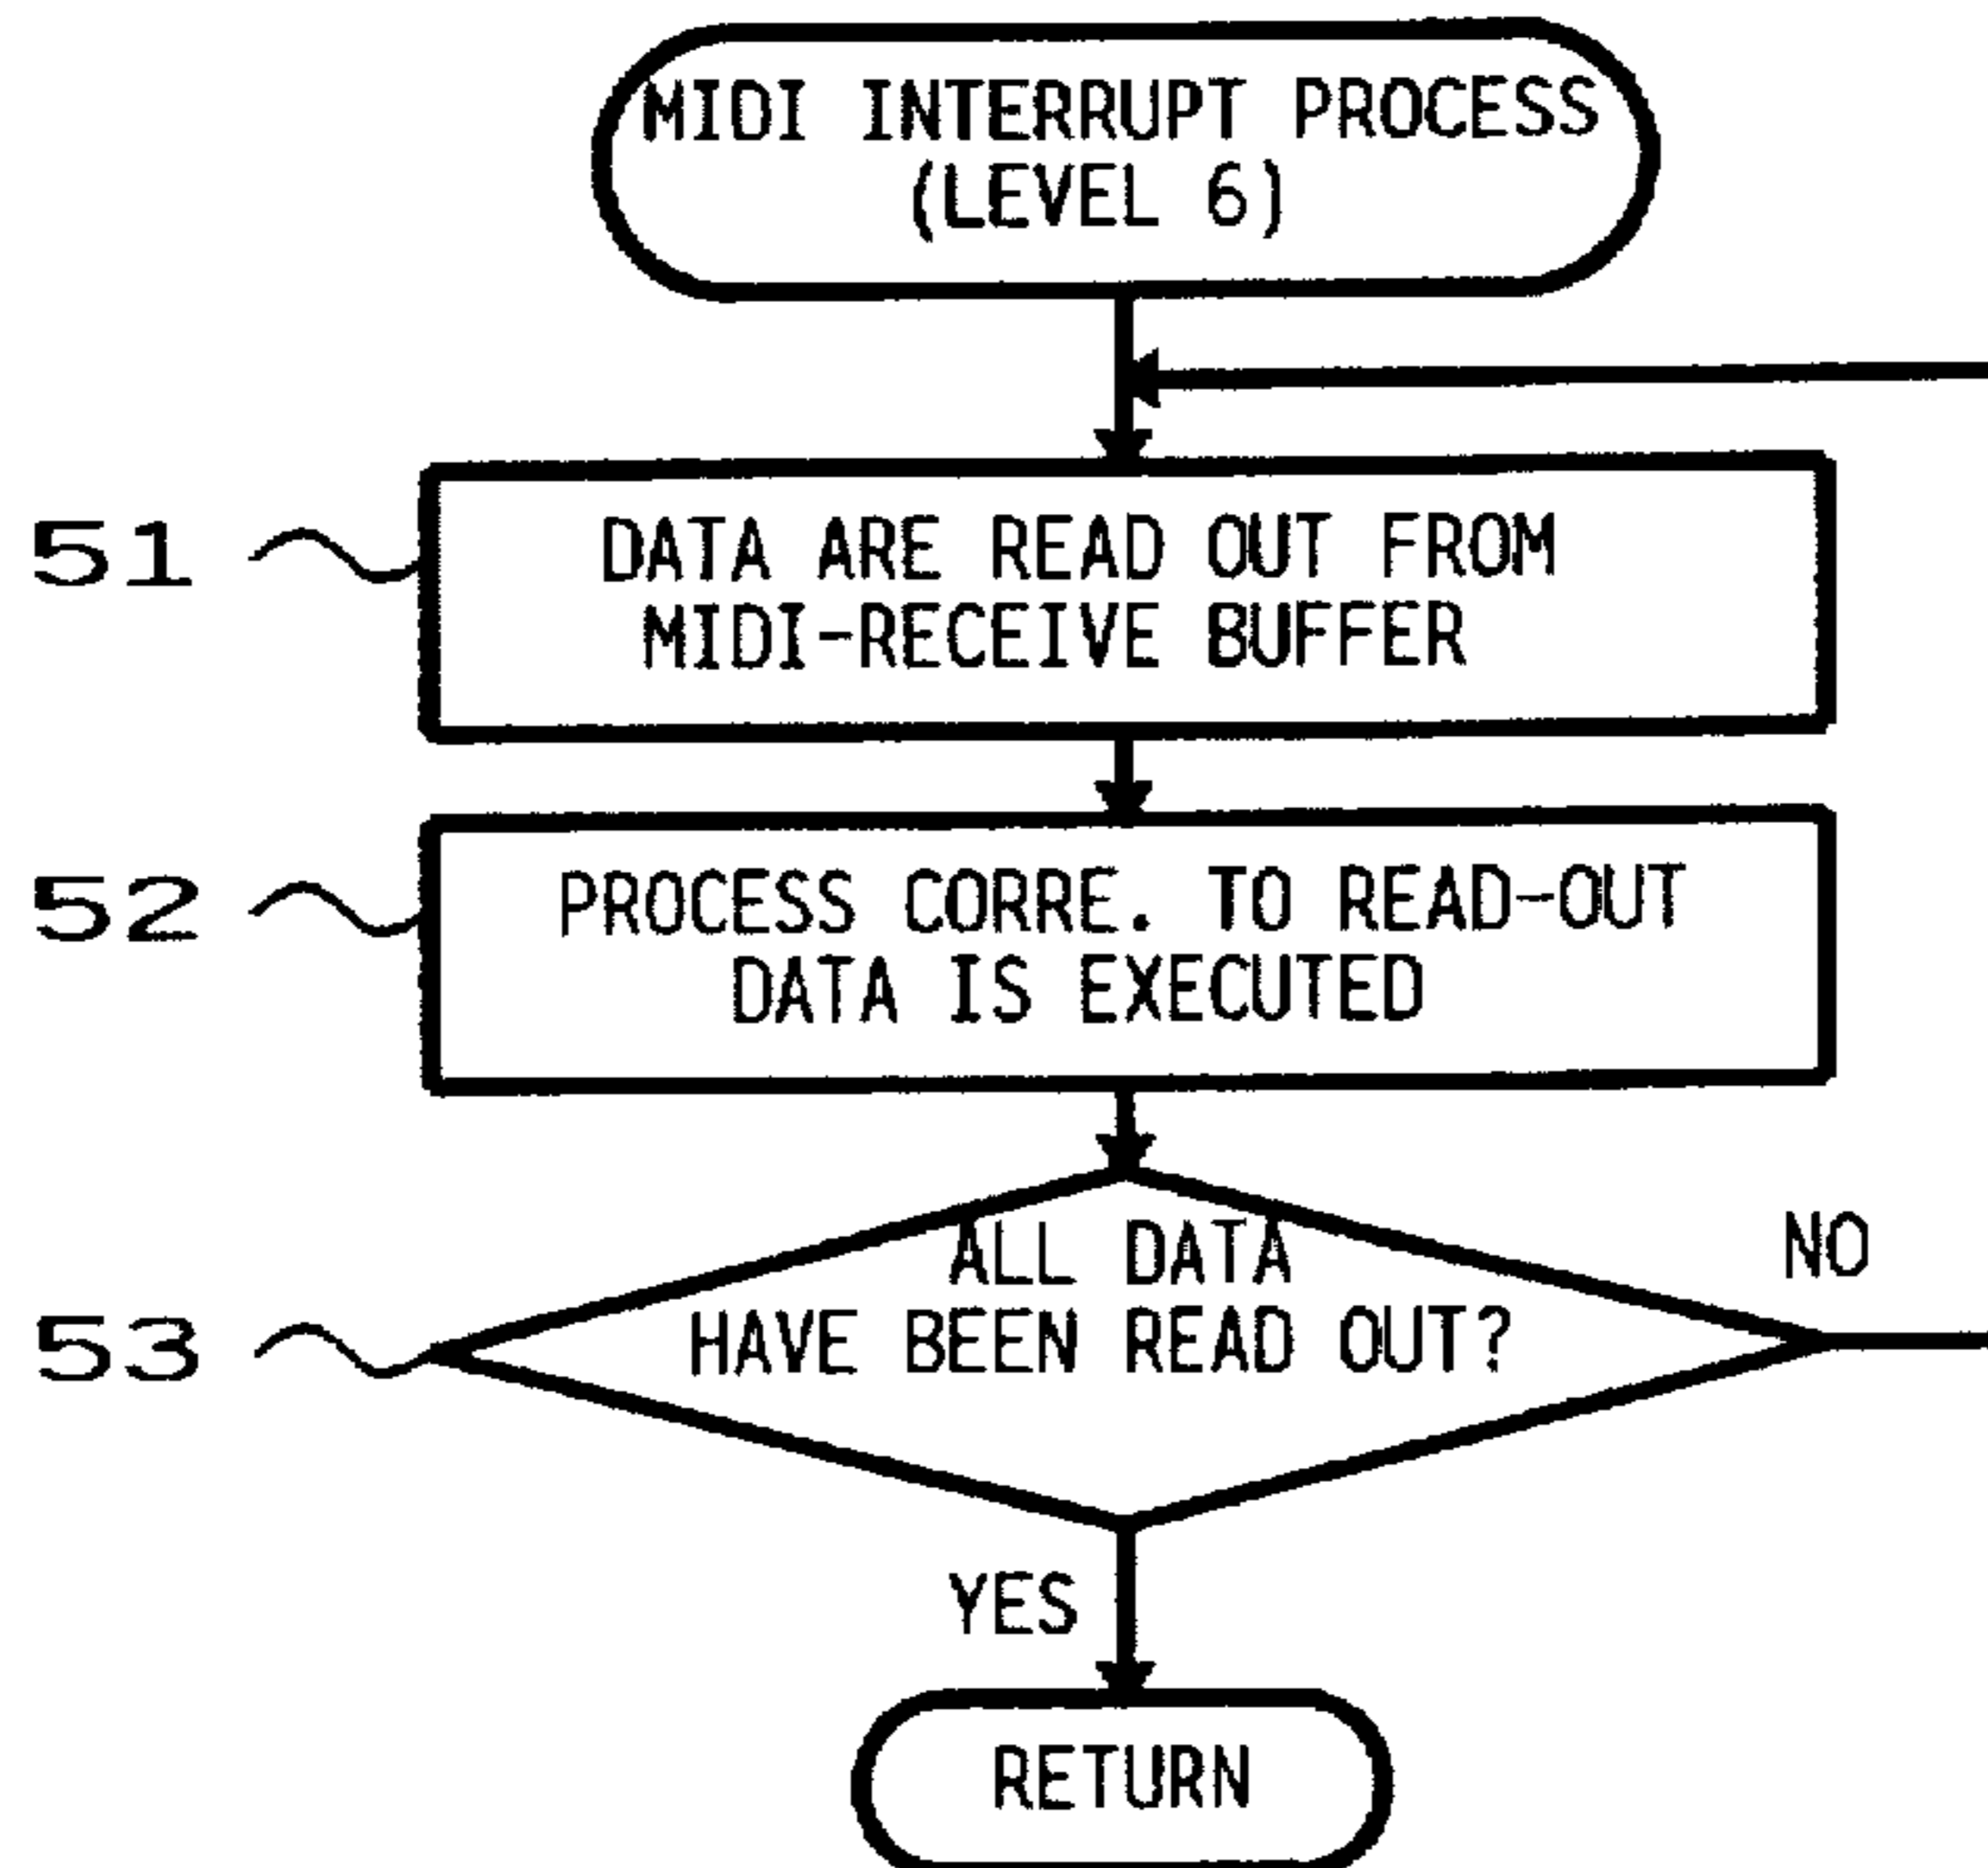 MIDI INTERRUPT PROCESS
(LEVEL 6)
51
DATA ARE READ OUT FROM
MIDI-RECEIVE BUFFER
52
PROCESS CORRE. TO READ-OUT
DATA IS EXECUTED
53
ALL DATA
HAVE BEEN READ OUT?
NO
YES
RETURN